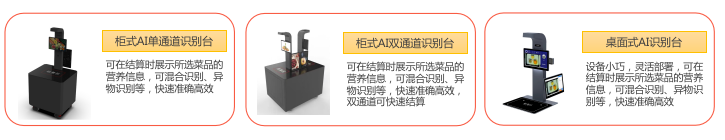 柜式AI单通道识别台
可在结算时展示所选菜品的
营养信息，可混合识别、异
物识别等，快速准确高效
柜式AI双通道识别台
可在结算时展示所选菜品的
营养信息，可混合识别、异
物识别等，快速准确高效，
双通道可快速结算
桌面式AI识别台
设备小巧，灵活部署，可在
结算时展示所选菜品的营养
信息，可混合识别、异物识
别等，快速准确高效